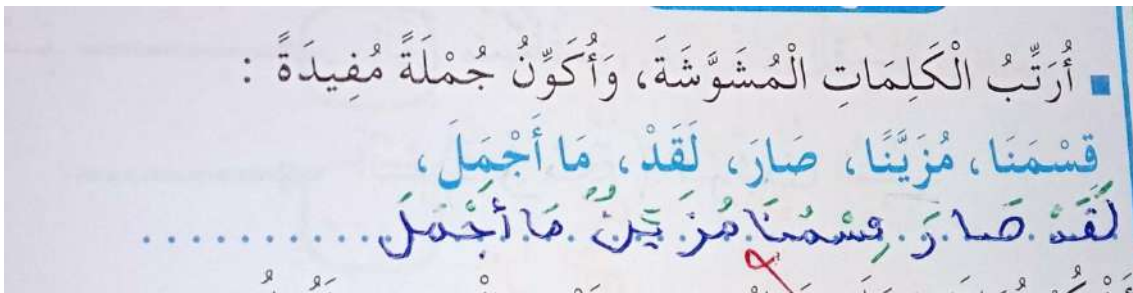 ▪ أُرَتِّبُ الْكَلِمَاتِ الْمُشَوَّشَةَ، وَأُكَوِّنُ جُمْلَةً مُفِيدَةً :
قِسْمَنَا، مُزَيَّنًا، صَارَ، لَقَدْ، مَا أَجْمَلَ،
لَقَدْ صَارَ قِسْمُنَا مُزَيَّنٌ مَا أَجْمَلَ